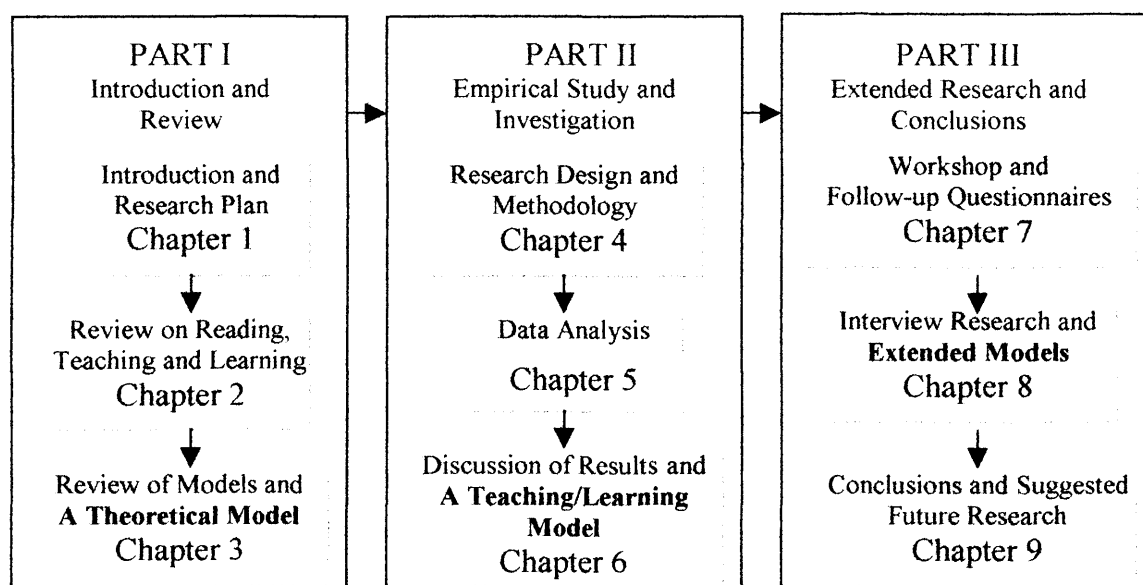 PART I
Introduction and
Review
Introduction and
Research Plan
Chapter 1
Review on Reading,
Teaching and Learning
Chapter 2
Review of Models and
A Theoretical Model
Chapter 3
PART II
Empirical Study and
Investigation
Research Design and
Methodology
Chapter 4
Data Analysis
Chapter 5
Discussion of Results and
A Teaching/Learning
Model
Chapter 6
PART III
Extended Research and
Conclusions
Workshop and
Follow-up Questionnaires
Chapter 7
Interview Research and
Extended Models
Chapter 8
Conclusions and Suggested
Future Research
Chapter 9